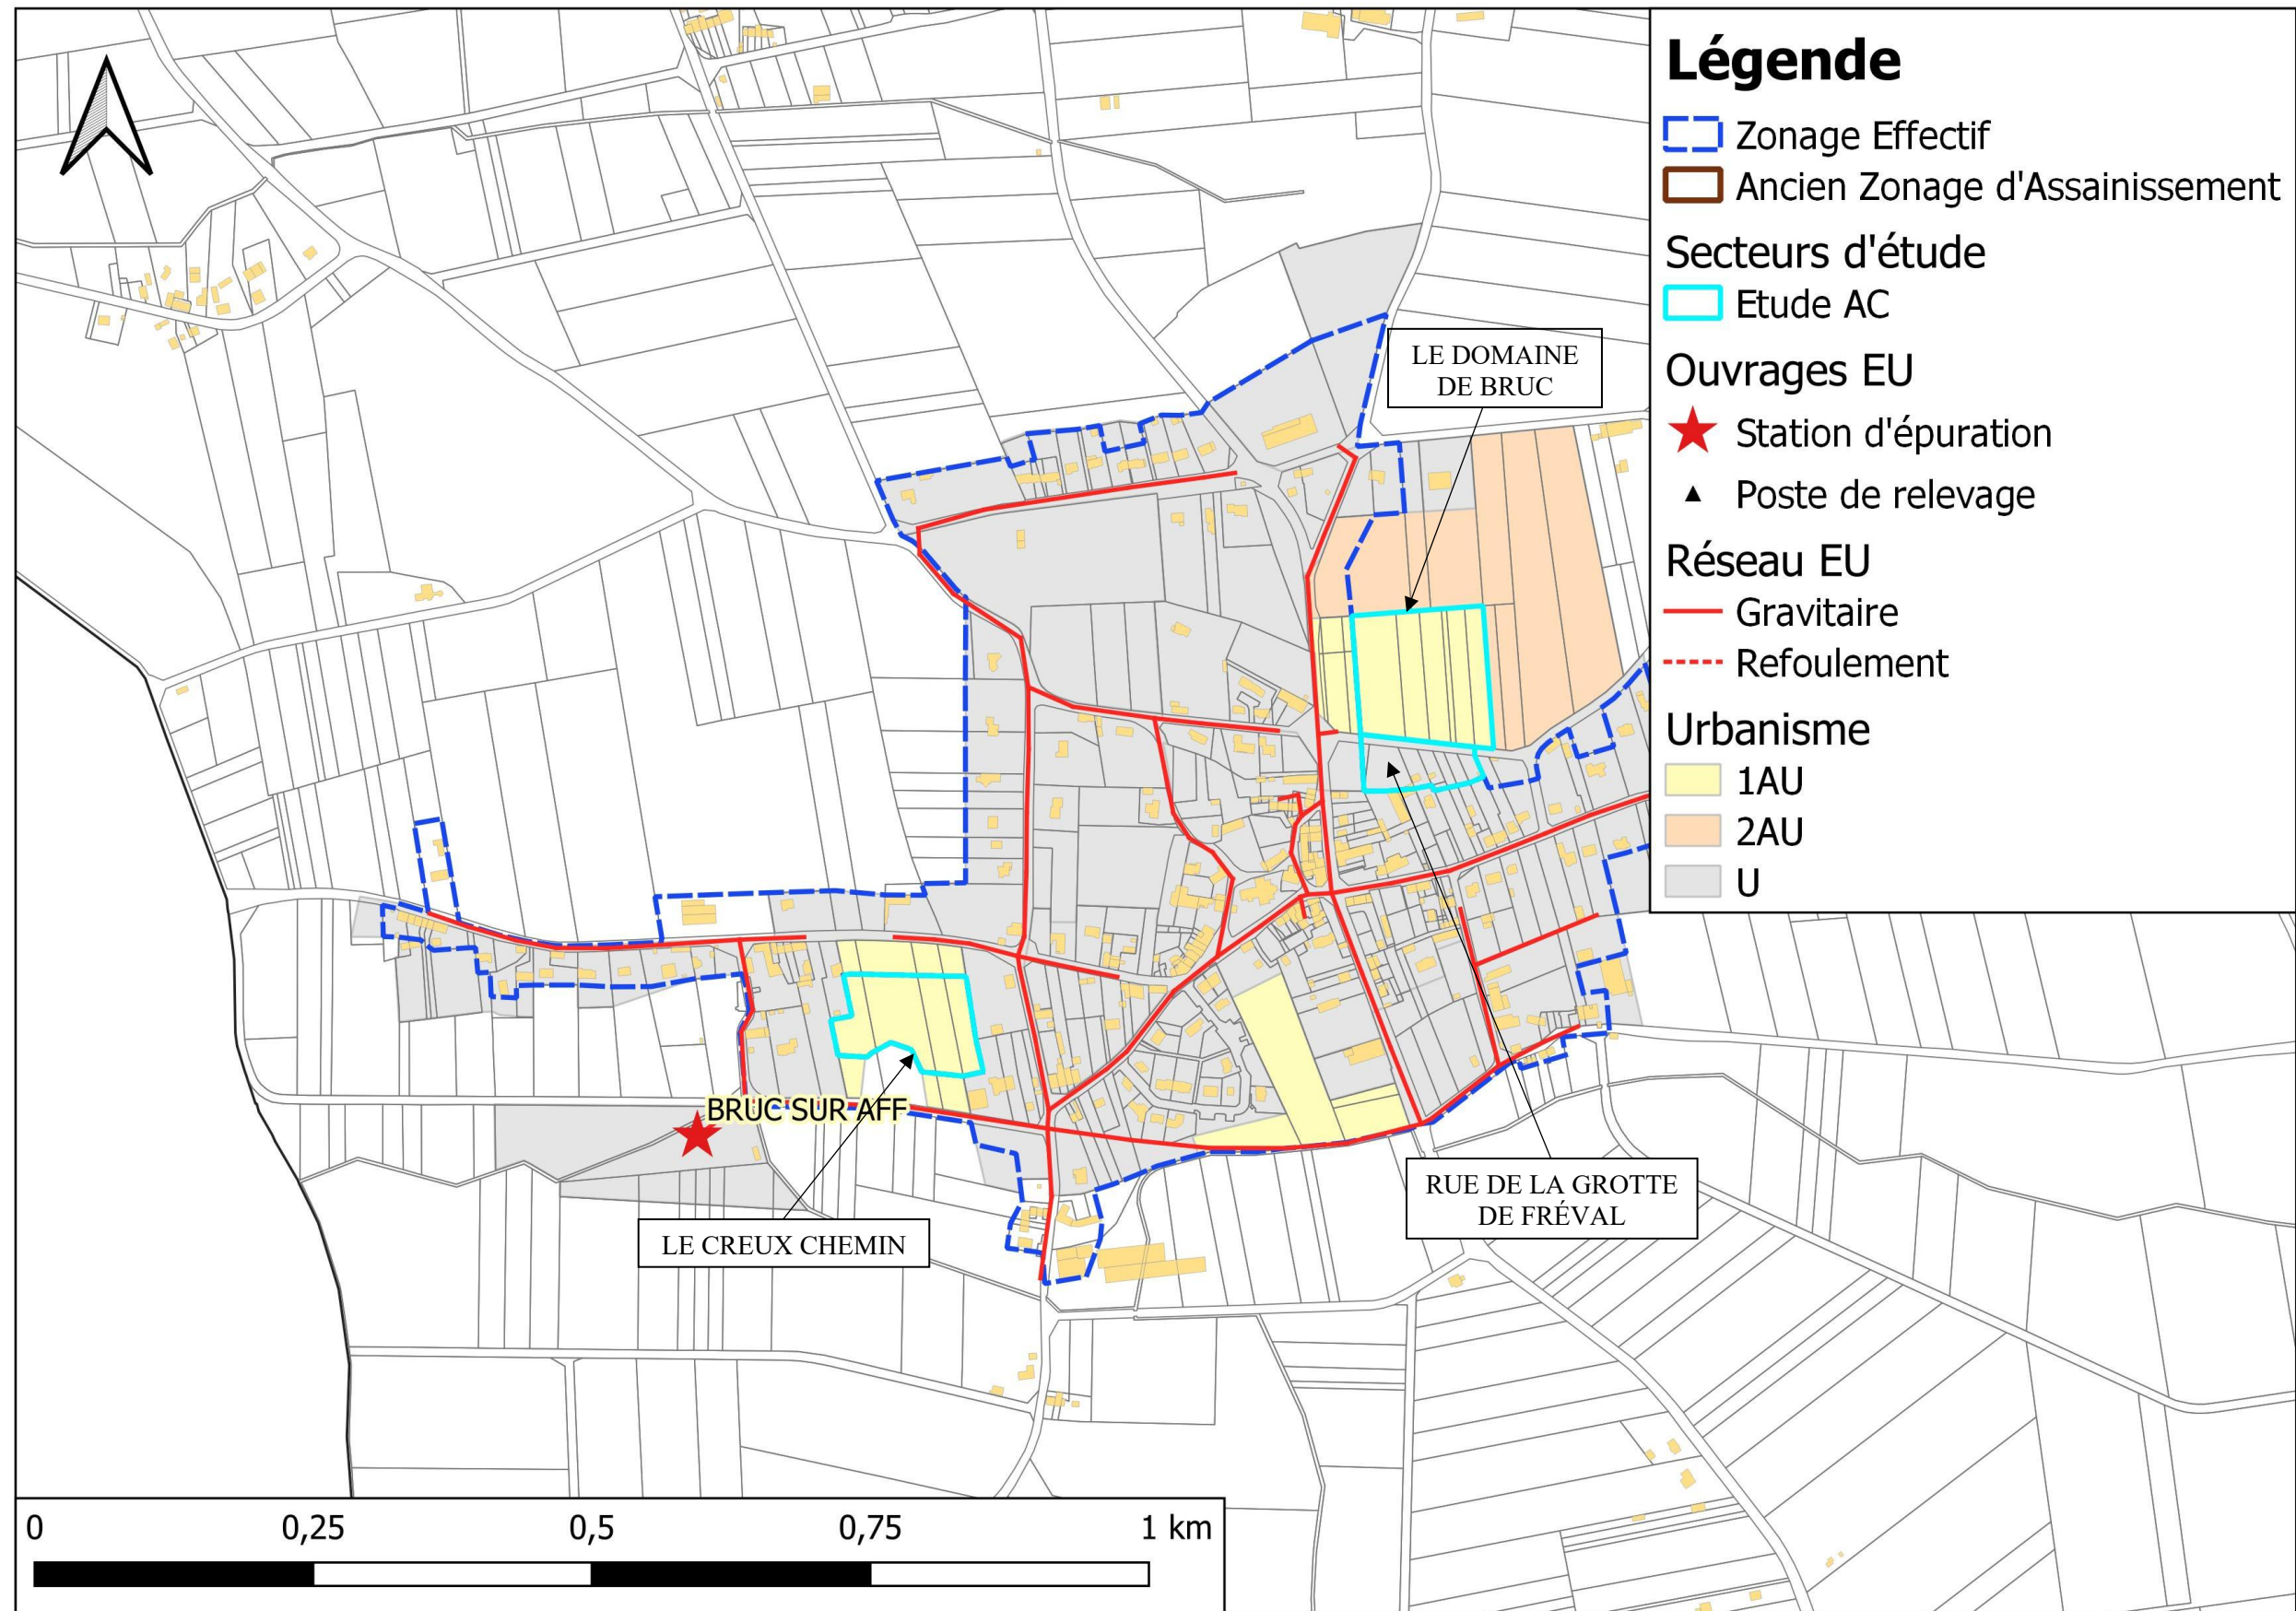 Légende
Zonage Effectif
Ancien Zonage d'Assainissement
Secteurs d'étude
Etude AC
Ouvrages EU
Station d'épuration
Poste de relevage
Réseau EU
Gravitaire
Refoulement
Urbanisme
1AU
2AU
U
LE DOMAINE
DE BRUC
BRUC SUR AFF
RUE DE LA GROTTE
DE FRÉVAL
LE CREUX CHEMIN
0 0,25 0,5 0,75 1 km